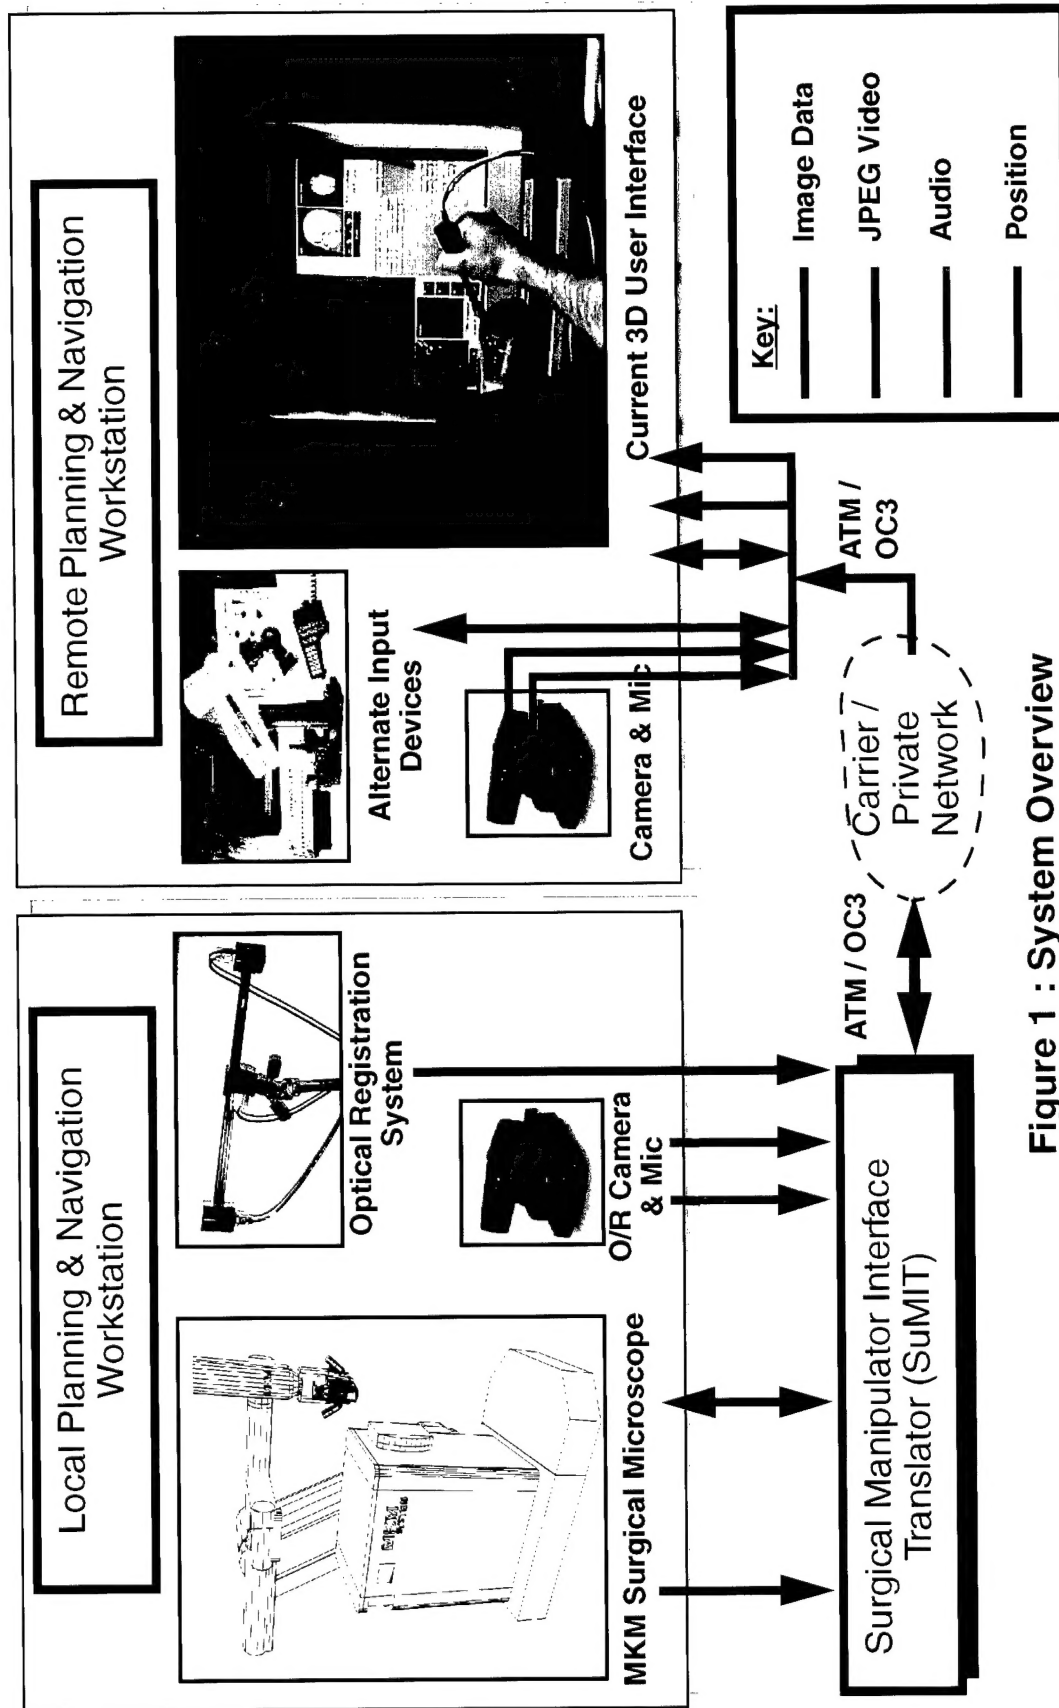 Local Planning & Navigation
Workstation
MKM Surgical Microscope
Optical Registration
System
O/R Camera
& Mic
Remote Planning & Navigation
Workstation
Alternate Input
Devices
Camera & Mic
Current 3D User Interface
Surgical Manipulator Interface
Translator (SuMIT)
ATM / OC3
Carrier /
Private
Network
ATM /
OC3
Key:
Image Data
JPEG Video
Audio
Position
Figure 1 : System Overview